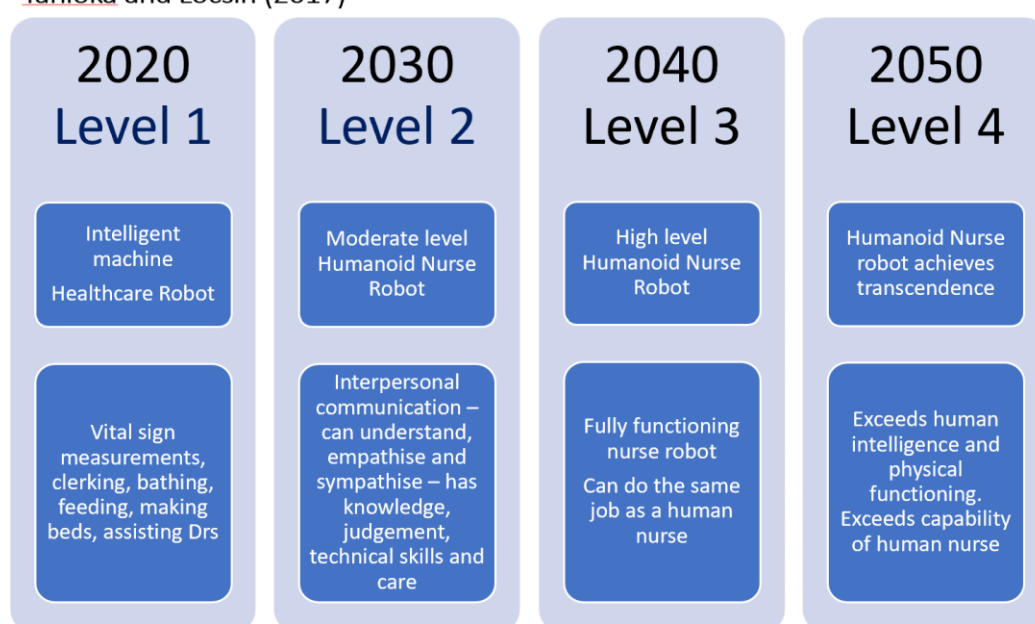 Tanioka and Locsin (2017)
2020
Level 1
Intelligent
machine
Healthcare Robot
Vital sign
measurements,
clerking, bathing,
feeding, making
beds, assisting Drs
2030
Level 2
Moderate level
Humanoid Nurse
Robot
Interpersonal
communication –
can understand,
empathise and
sympathise – has
knowledge,
judgement,
technical skills and
care
2040
Level 3
High level
Humanoid Nurse
Robot
Fully functioning
nurse robot
Can do the same
job as a human
nurse
2050
Level 4
Humanoid Nurse
robot achieves
transcendence
Exceeds human
intelligence and
physical
functioning.
Exceeds capability
of human nurse